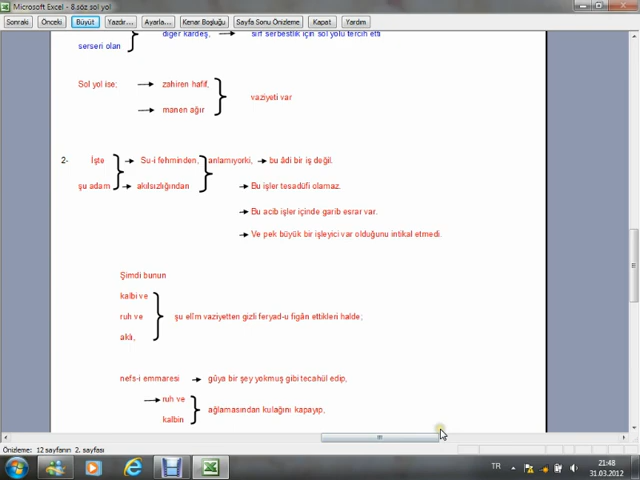 Microsoft Excel - 8.söz sol yol
Sonraki Önceki Büyüt Yazdır... Ayarla... Kenar Boşluğu Sayfa Sonu Önizleme Kapat Yardım
diğer kardeş, sırf serbestlik için sol yolu tercih etti
serseri olan
Sol yol ise; zahiren hafif,
vaziyeti var
manen ağır
2- İşte Su-i fehminden, anlamıyorki, bu âdi bir iş değil.
şu adam akılsızlığından Bu işler tesadüfi olamaz.
Bu acib işler içinde garib esrar var.
Ve pek büyük bir işleyici var olduğunu intikal etmedi.
Şimdi bunun
kalbi ve
ruh ve şu elîm vaziyetten gizli feryad-u figân ettikleri halde;
aklı,
nefs-i emmaresi gûya bir şey yokmuş gibi tecahül edip,
ruh ve
ağlamasından kulağını kapayıp,
kalbin
Önizleme: 12 sayfanın 2. sayfası
TR 21:48
31.03.2012